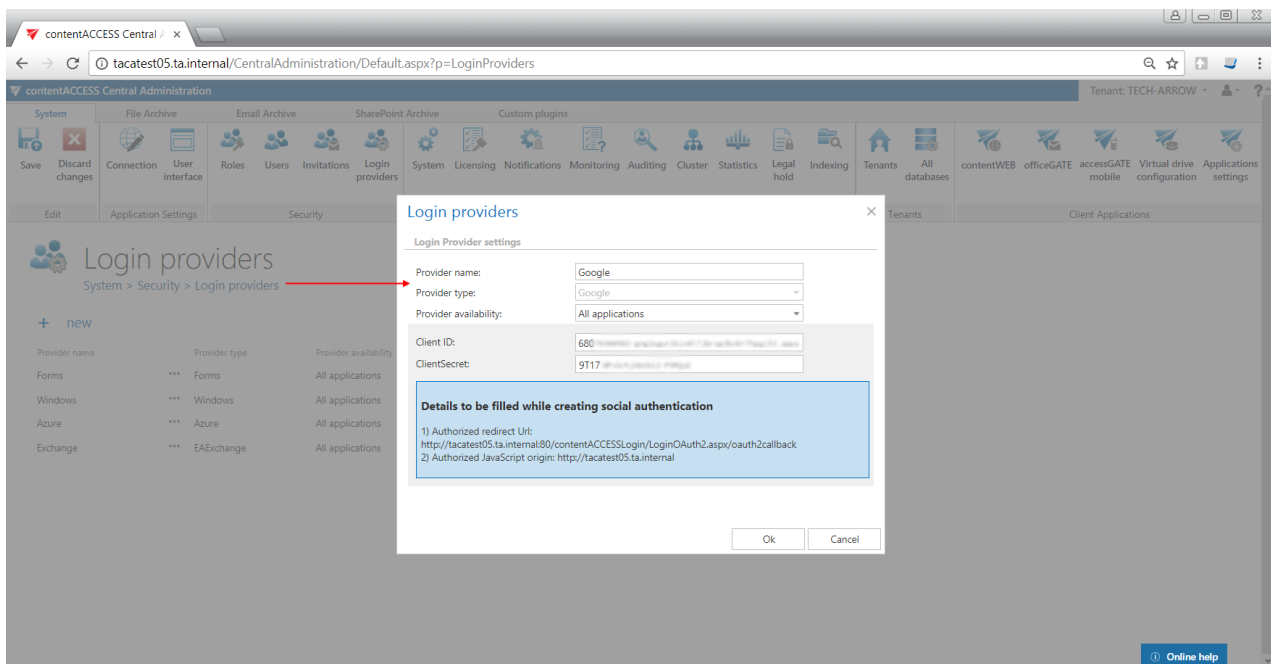 contentACCESS Central A
tacatest05.ta.internal/CentralAdministration/Default.aspx?p=LoginProviders
contentACCESS Central Administration
Tenant: TECH-ARROW
?
System File Archive Email Archive SharePoint Archive Custom plugins
Save
Discard changes
Connection
User interface
Roles
Users
Invitations
Login providers
System
Licensing
Notifications
Monitoring
Auditing
Cluster
Statistics
Legal hold
Indexing
Tenants
All databases
contentWEB
officeGATE
accessGATE mobile
Virtual drive configuration
Applications settings
Edit
Application Settings
Security
Tenants
Client Applications
Login providers
System > Security > Login providers
+ new
Provider name Provider type Provider availability
Forms *** Forms All applications
Windows *** Windows All applications
Azure *** Azure All applications
Exchange *** EAExchange All applications
Login providers
Login Provider settings
Provider name: Google
Provider type: Google
Provider availability: All applications
Client ID: 680
ClientSecret: 9T17
Details to be filled while creating social authentication
1) Authorized redirect Url:
http://tacatest05.ta.internal:80/contentACCESSLogin/LoginOAuth2.aspx/oauth2callback
2) Authorized JavaScript origin: http://tacatest05.ta.internal
Ok Cancel
Online help